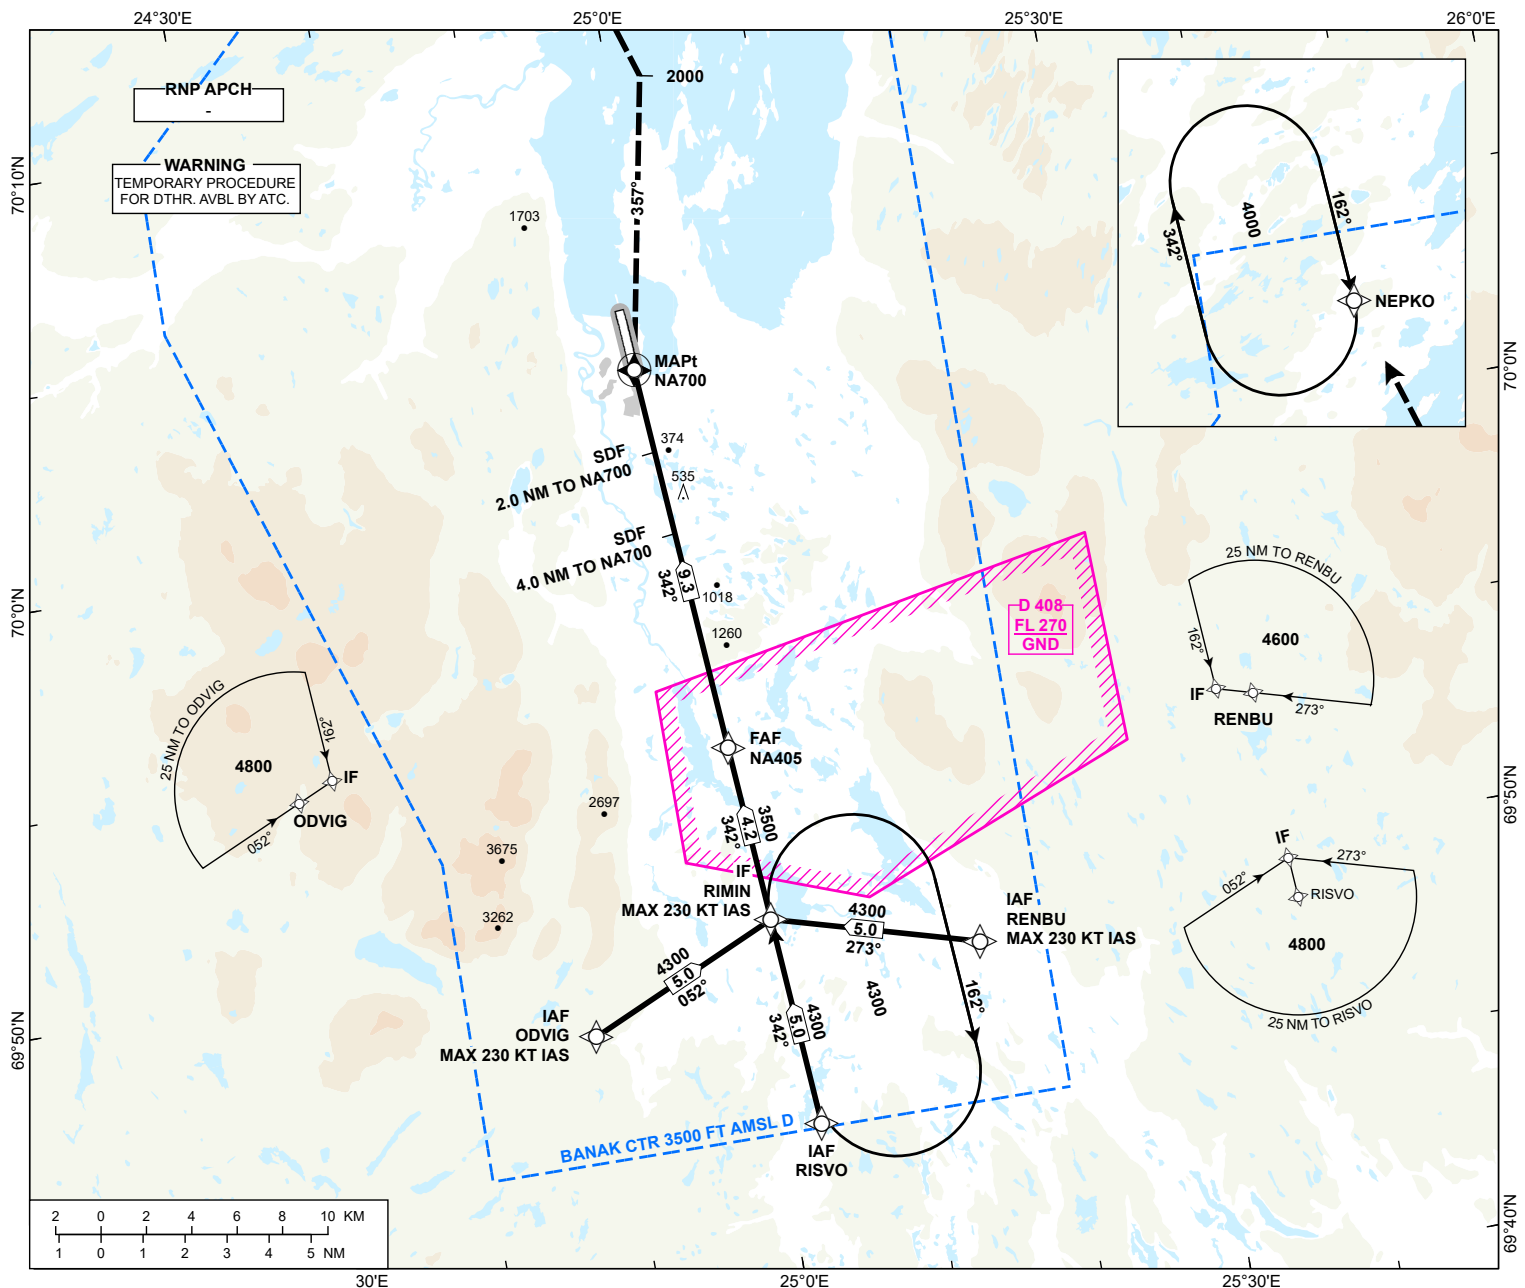 24°30'E
25°0'E
25°30'E
26°0'E
RNP APCH
-
WARNING
TEMPORARY PROCEDURE
FOR DTHR. AVBL BY ATC.
2000
70°10'N
357°
1703
162°
4000
342°
NEPKO
MAPt
NA700
70°0'N
374
SDF
2.0 NM TO NA700
535
SDF
4.0 NM TO NA700
9.3
342°
1018
1260
70°0'N
D 408
FL 270
GND
25 NM TO RENBU
4600
162°
IF
273°
RENBU
25 NM TO ODVIG
162°
4800
IF
ODVIG
052°
FAF
NA405
69°50'N
2697
3500
4.2
342°
3675
3262
IF
RIMIN
MAX 230 KT IAS
4300
5.0
273°
IAF
RENBU
MAX 230 KT IAS
IF
273°
052°
RISVO
4800
25 NM TO RISVO
4300
5.0
052°
IAF
ODVIG
MAX 230 KT IAS
4300
5.0
342°
4300
162°
69°50'N
BANAK CTR 3500 FT AMSL D
IAF
RISVO
69°40'N
2 0 2 4 6 8 10 KM
1 0 1 2 3 4 5 NM
30'E
25°0'E
25°30'E